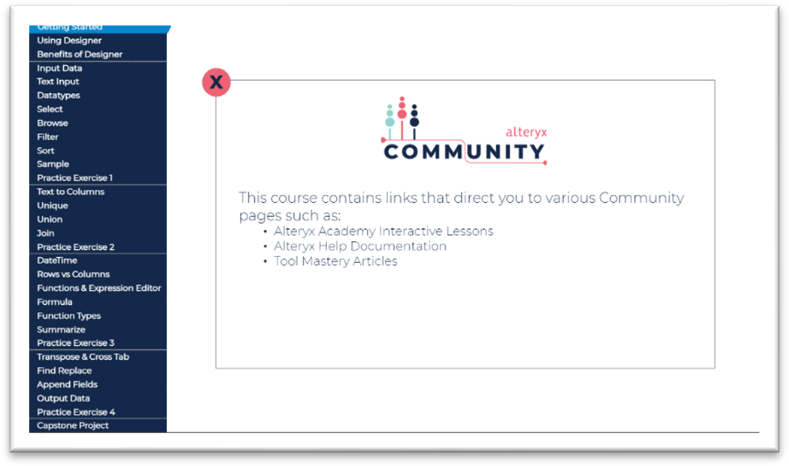 Getting Started
Using Designer
Benefits of Designer
Input Data
Text Input
Datatypes
Select
Browse
Filter
Sort
Sample
Practice Exercise 1
Text to Columns
Unique
Union
Join
Practice Exercise 2
DateTime
Rows vs Columns
Functions & Expression Editor
Formula
Function Types
Summarize
Practice Exercise 3
Transpose & Cross Tab
Find Replace
Append Fields
Output Data
Practice Exercise 4
Capstone Project
X
alteryx
COMMUNITY
This course contains links that direct you to various Community
pages such as:
• Alteryx Academy Interactive Lessons
• Alteryx Help Documentation
• Tool Mastery Articles